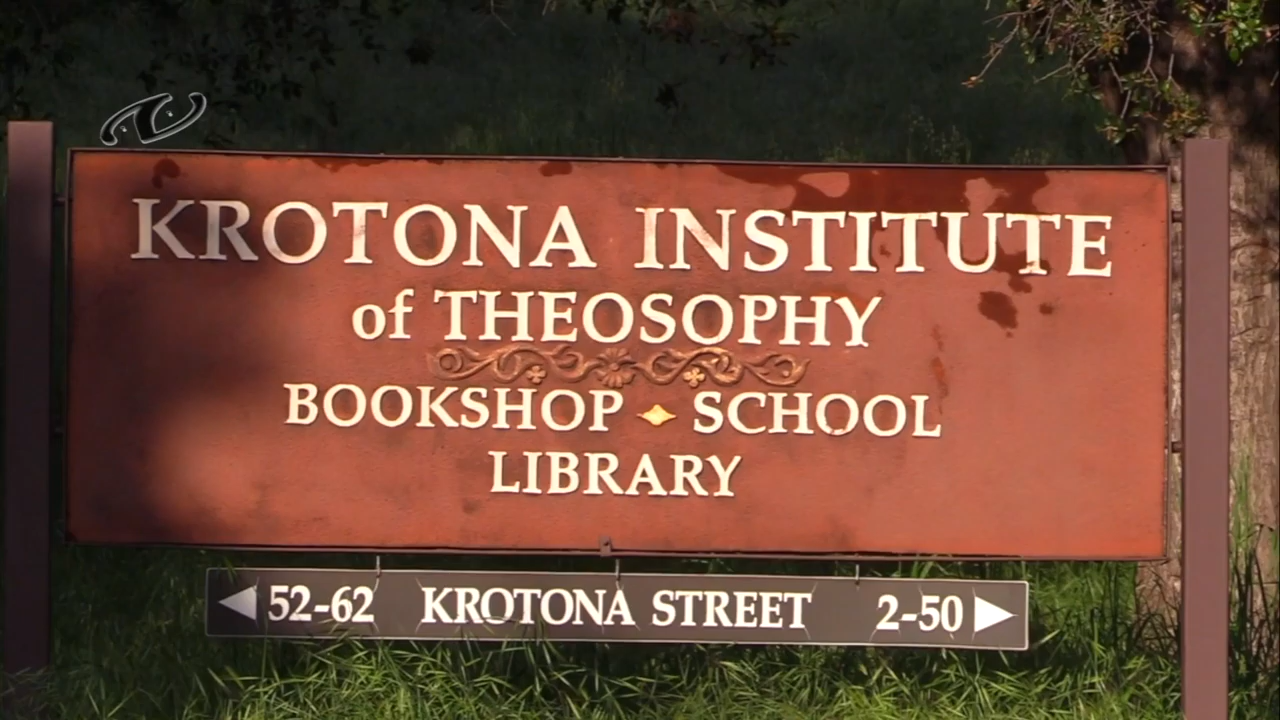 KROTONA INSTITUTE
of THEOSOPHY
BOOKSHOP SCHOOL
LIBRARY
52-62 KROTONA STREET 2-50